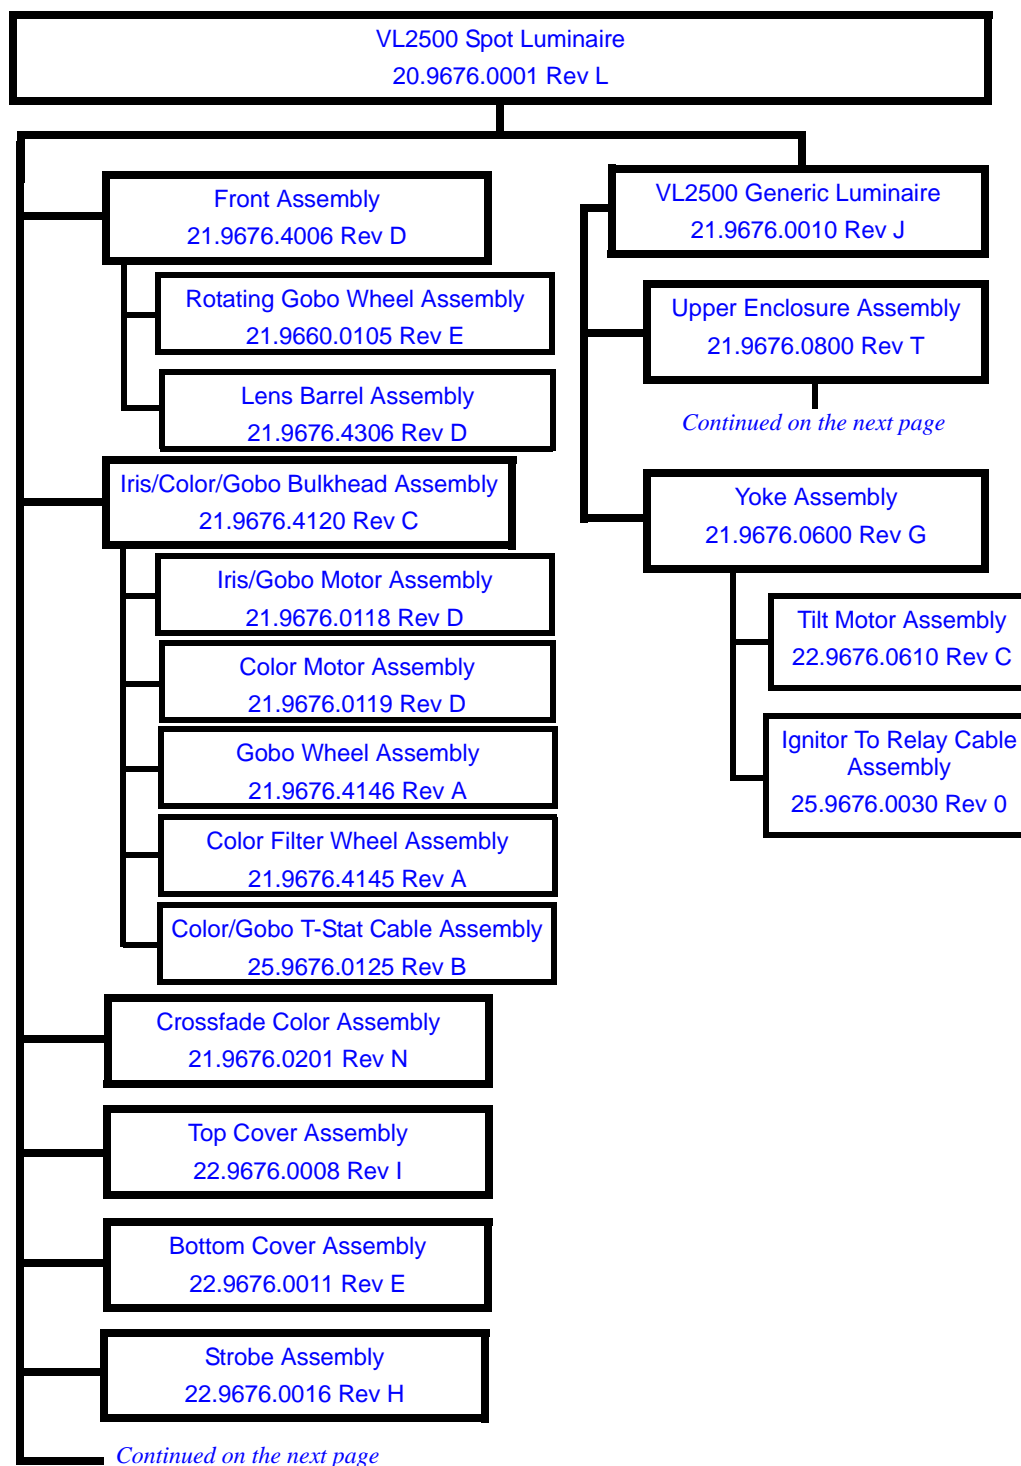 VL2500 Spot Luminaire
20.9676.0001 Rev L
Front Assembly
21.9676.4006 Rev D
Rotating Gobo Wheel Assembly
21.9660.0105 Rev E
Lens Barrel Assembly
21.9676.4306 Rev D
Iris/Color/Gobo Bulkhead Assembly
21.9676.4120 Rev C
Iris/Gobo Motor Assembly
21.9676.0118 Rev D
Color Motor Assembly
21.9676.0119 Rev D
Gobo Wheel Assembly
21.9676.4146 Rev A
Color Filter Wheel Assembly
21.9676.4145 Rev A
Color/Gobo T-Stat Cable Assembly
25.9676.0125 Rev B
Crossfade Color Assembly
21.9676.0201 Rev N
Top Cover Assembly
22.9676.0008 Rev I
Bottom Cover Assembly
22.9676.0011 Rev E
Strobe Assembly
22.9676.0016 Rev H
Continued on the next page
VL2500 Generic Luminaire
21.9676.0010 Rev J
Upper Enclosure Assembly
21.9676.0800 Rev T
Continued on the next page
Yoke Assembly
21.9676.0600 Rev G
Tilt Motor Assembly
22.9676.0610 Rev C
Ignitor To Relay Cable
Assembly
25.9676.0030 Rev 0